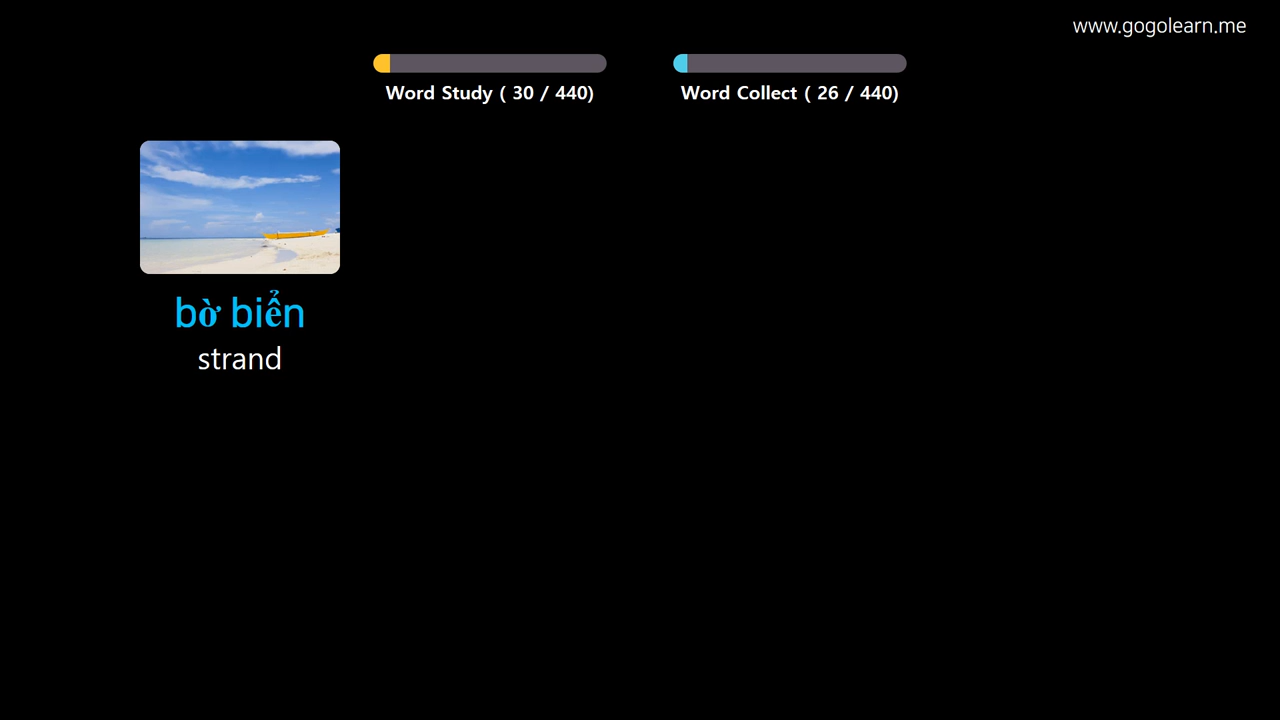 www.gogolearn.me
Word Study ( 30 / 440)
Word Collect ( 26 / 440)
bờ biển
strand